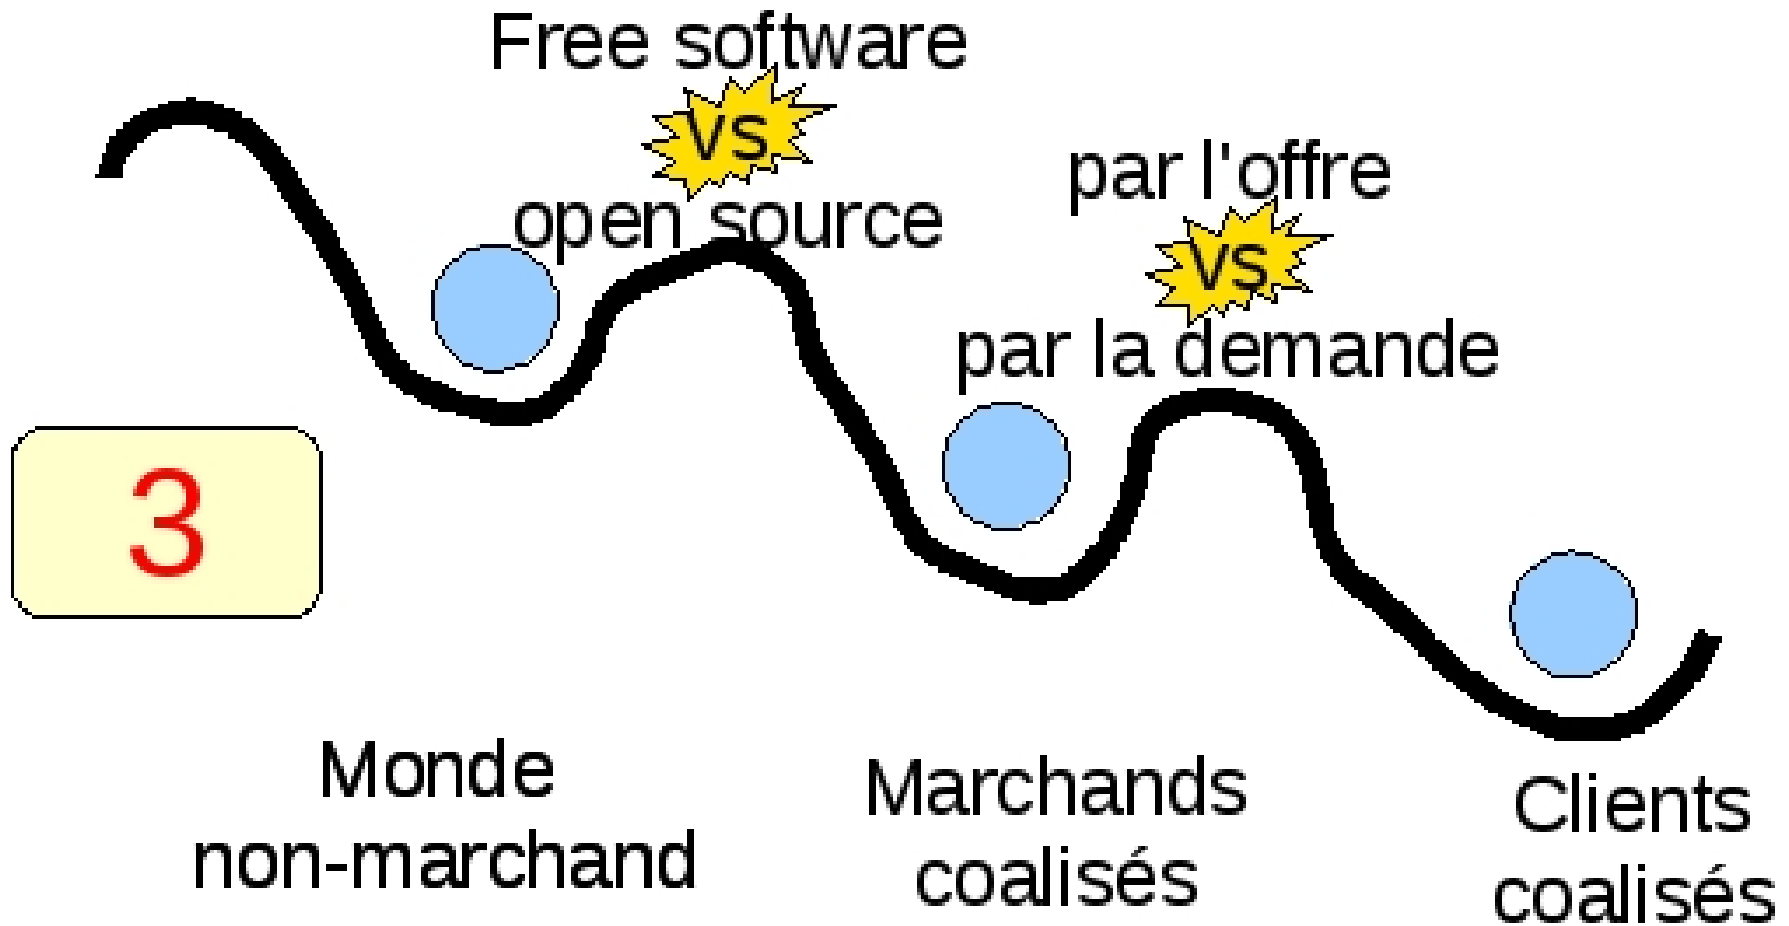 Free software
vs
open source
par l'offre
vs
par la demande
3
Monde
non-marchand
Marchands
coalisés
Clients
coalisés